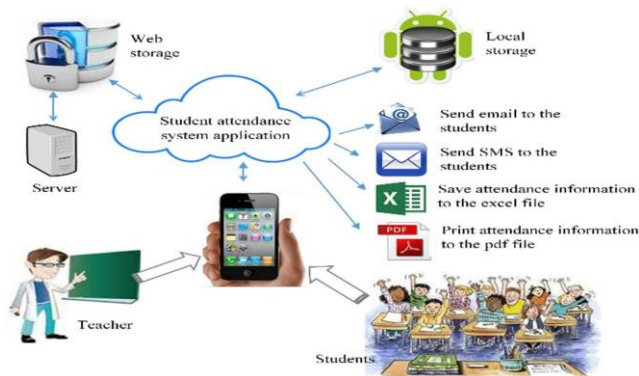 Web
storage
Local
storage
Student attendance
system application
Send email to the
students
Server
Send SMS to the
students
Save attendance information
to the excel file
PDF
Print attendance information
to the pdf file
Teacher
Students